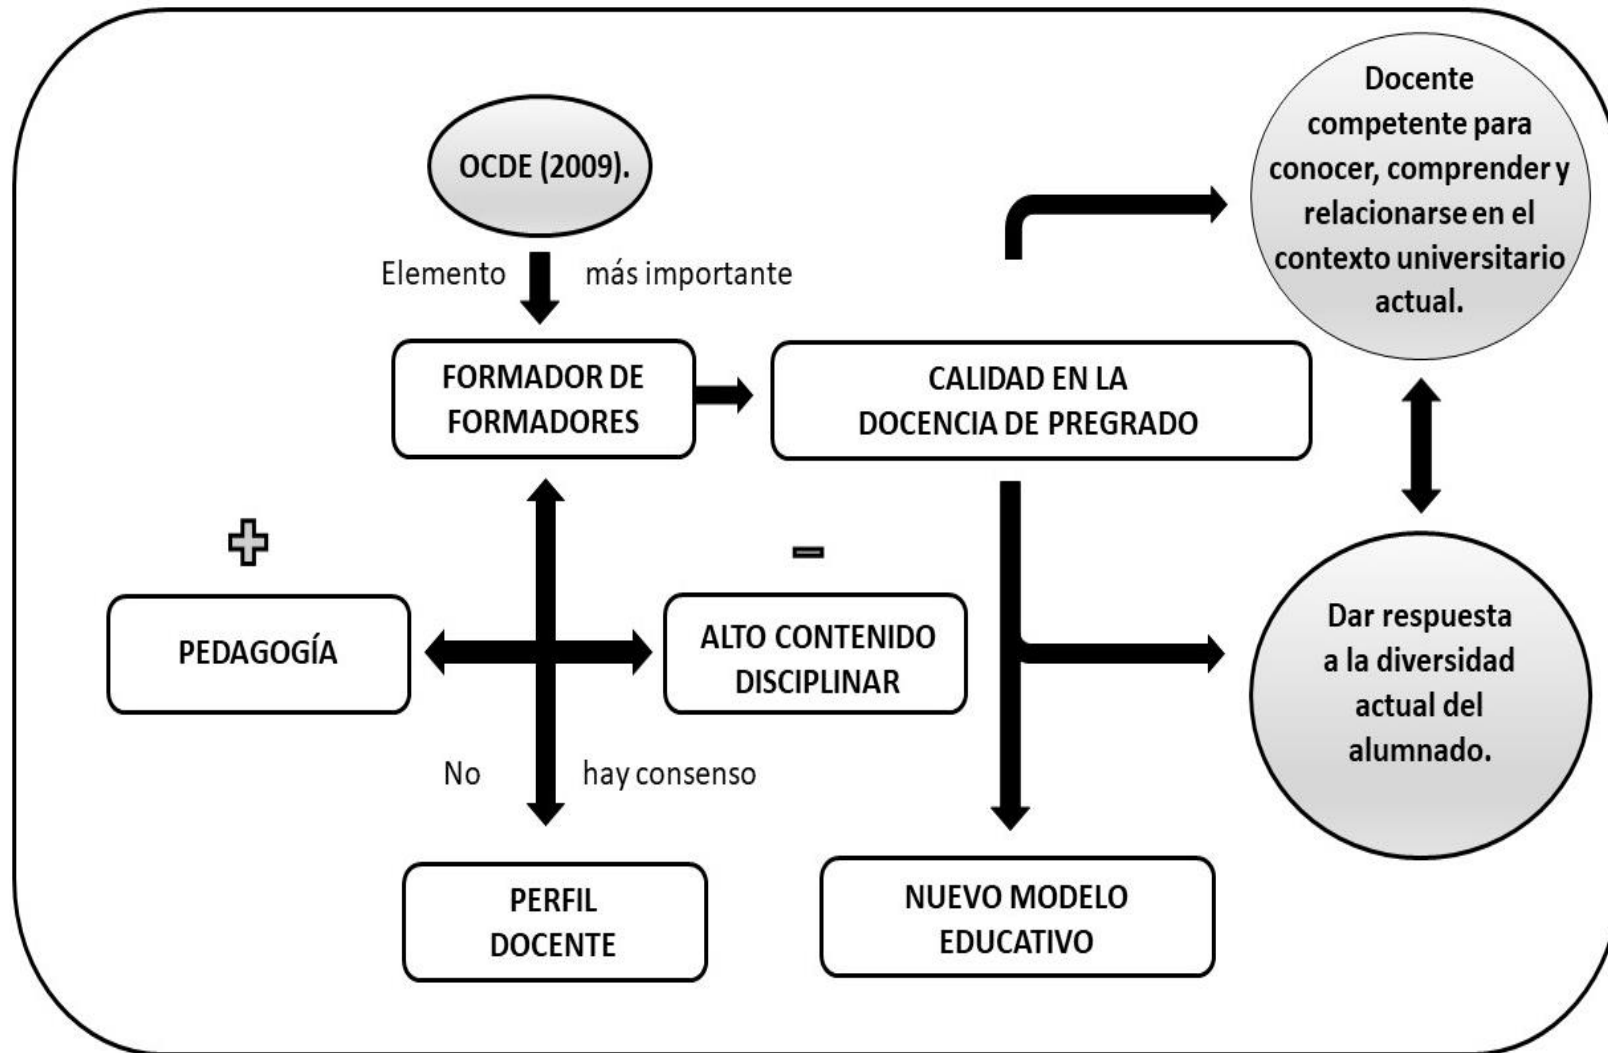 OCDE (2009).
Elemento más importante
FORMADOR DE
FORMADORES
CALIDAD EN LA
DOCENCIA DE PREGRADO
Docente
competente para
conocer, comprender y
relacionarse en el
contexto universitario
actual.
+
-
PEDAGOGÍA
ALTO CONTENIDO
DISCIPLINAR
Dar respuesta
a la diversidad
actual del
alumnado.
No hay consenso
PERFIL
DOCENTE
NUEVO MODELO
EDUCATIVO